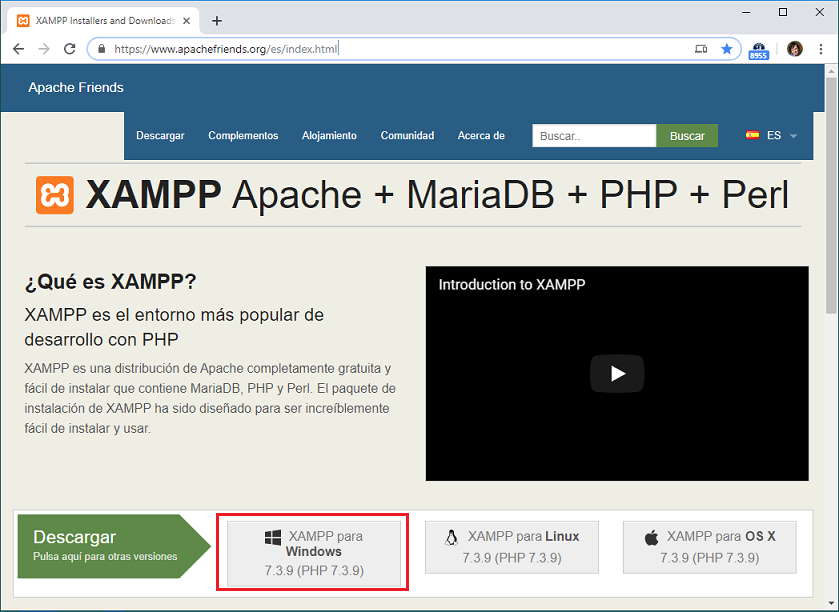 XAMPP Installers and Downloads
https://www.apachefriends.org/es/index.html
8955
Apache Friends
Descargar Complementos Alojamiento Comunidad Acerca de Buscar.. Buscar ES
XAMPP Apache + MariaDB + PHP + Perl
¿Qué es XAMPP?
XAMPP es el entorno más popular de
desarrollo con PHP
XAMPP es una distribución de Apache completamente gratuita y
fácil de instalar que contiene MariaDB, PHP y Perl. El paquete de
instalación de XAMPP ha sido diseñado para ser increíblemente
fácil de instalar y usar.
Introduction to XAMPP
Descargar
Pulsa aquí para otras versiones
XAMPP para
Windows
7.3.9 (PHP 7.3.9)
XAMPP para Linux
7.3.9 (PHP 7.3.9)
XAMPP para OS X
7.3.9 (PHP 7.3.9)